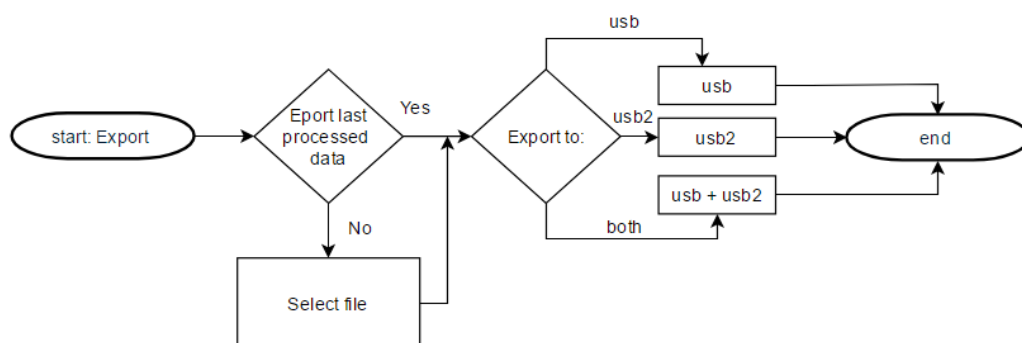 start: Export
Eport last
processed
data
Yes
No
Select file
Export to:
usb
usb
usb2
usb2
both
usb + usb2
end